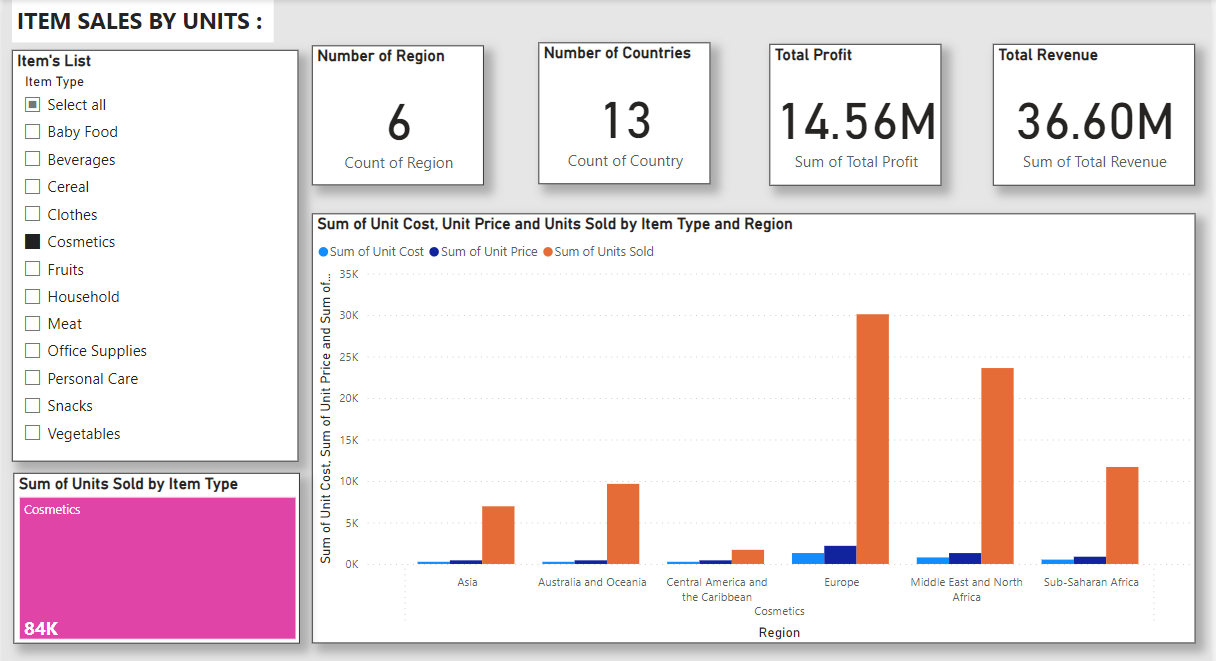 ITEM SALES BY UNITS :
Item's List
Item Type
Select all
Baby Food
Beverages
Cereal
Clothes
Cosmetics
Fruits
Household
Meat
Office Supplies
Personal Care
Snacks
Vegetables
Number of Region
6
Count of Region
Number of Countries
13
Count of Country
Total Profit
14.56M
Sum of Total Profit
Total Revenue
36.60M
Sum of Total Revenue
Sum of Units Sold by Item Type
Cosmetics
84K
Sum of Unit Cost, Unit Price and Units Sold by Item Type and Region
Sum of Unit Cost Sum of Unit Price Sum of Units Sold
Sum of Unit Cost, Sum of Unit Price and Sum of...
35K
30K
25K
20K
15K
10K
5K
0K
Asia
Australia and Oceania
Central America and
the Caribbean
Europe
Middle East and North
Africa
Sub-Saharan Africa
Cosmetics
Region